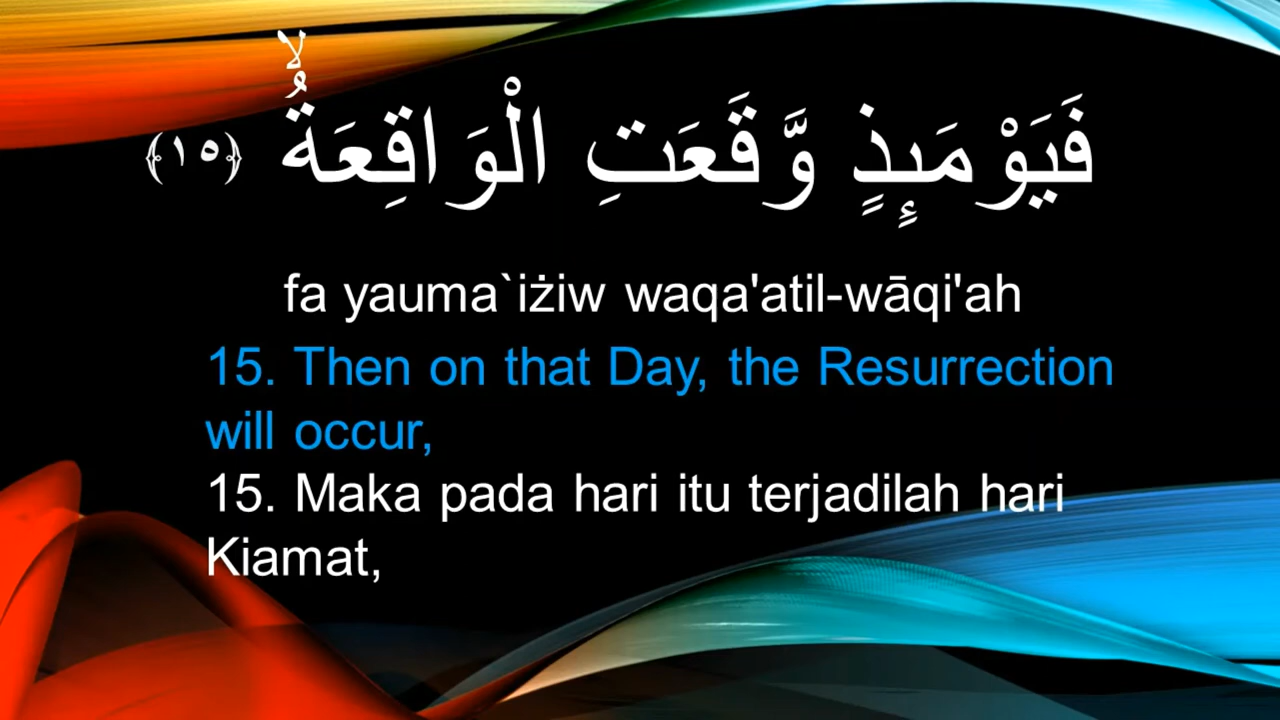 فَيَوْمَىِٕذٍ وَّقَعَتِ الْوَاقِعَةُۙ ﴿١٥﴾
fa yauma`iżiw waqa'atil-wāqi'ah
15. Then on that Day, the Resurrection
will occur,
15. Maka pada hari itu terjadilah hari
Kiamat,